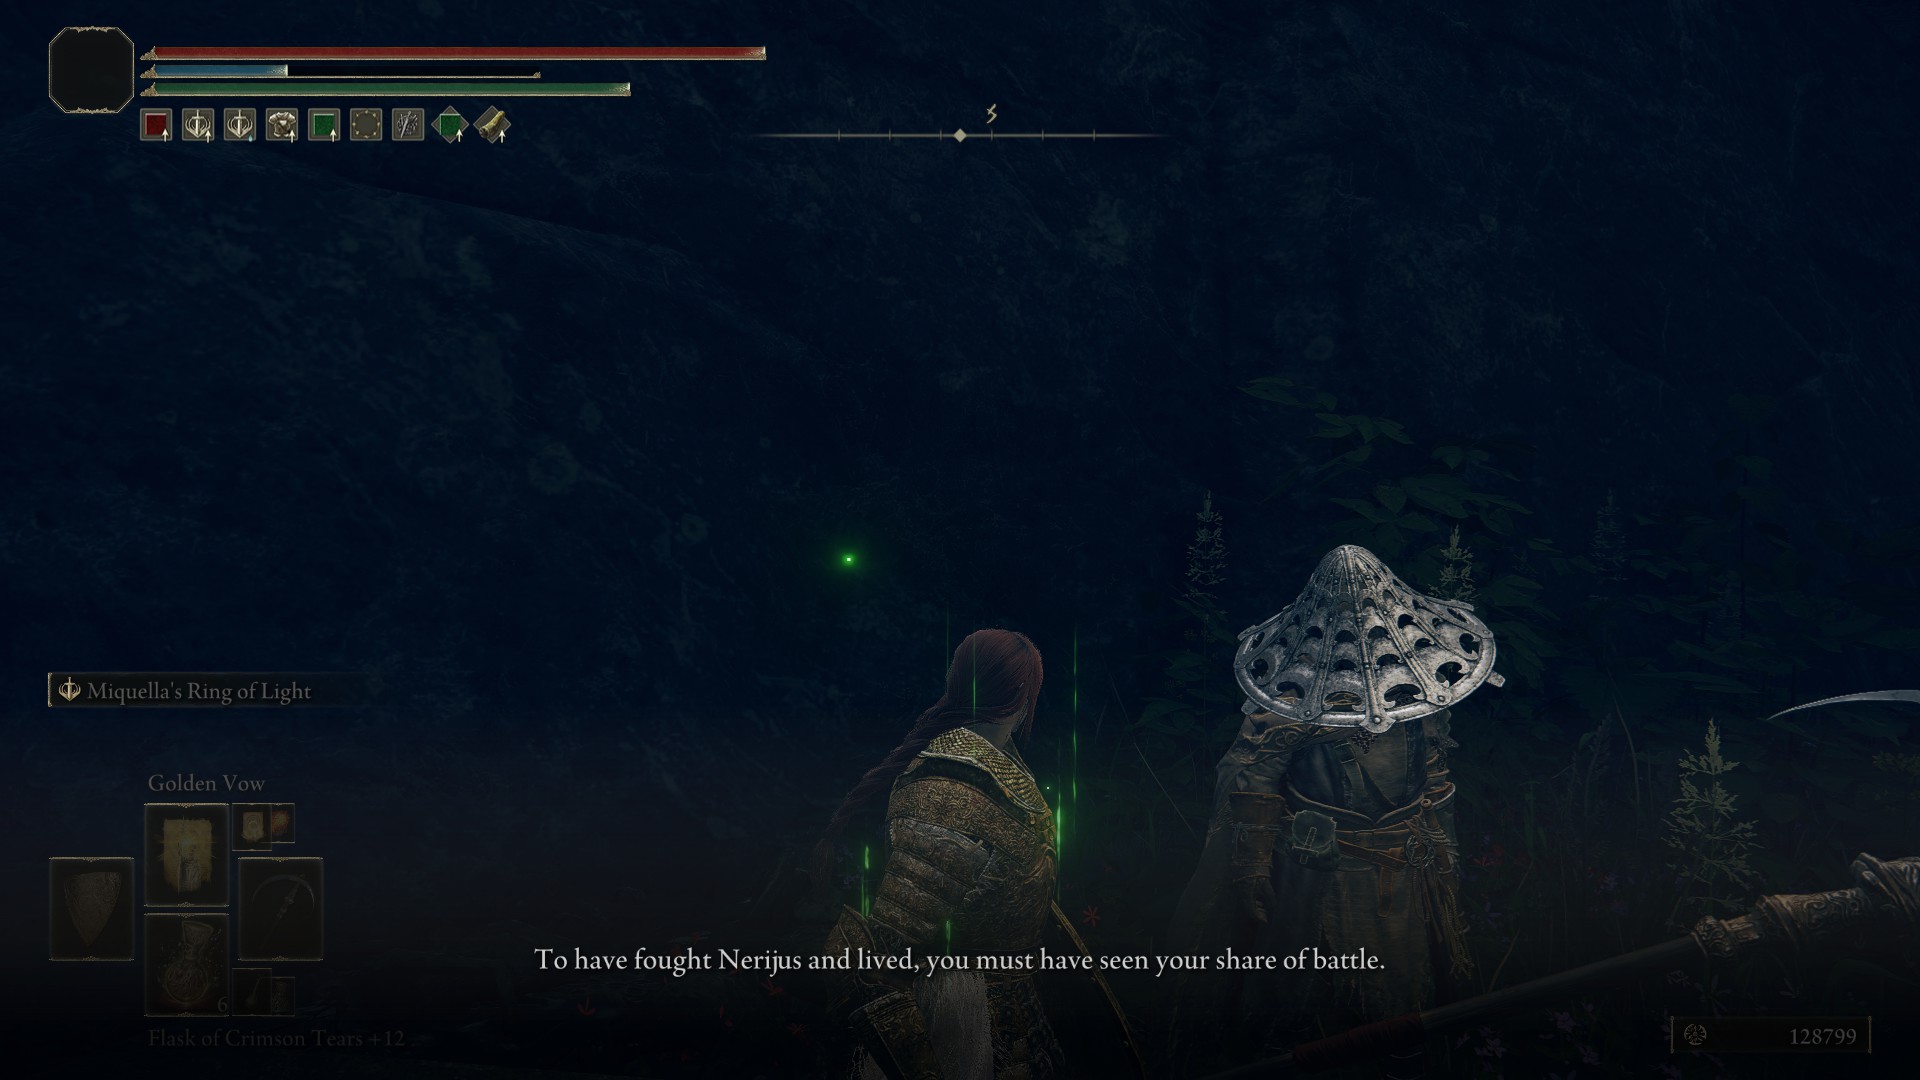 Miquella's Ring of Light
Golden Vow
6
To have fought Nerijus and lived, you must have seen your share of battle.
Flask of Crimson Tears +12
128799